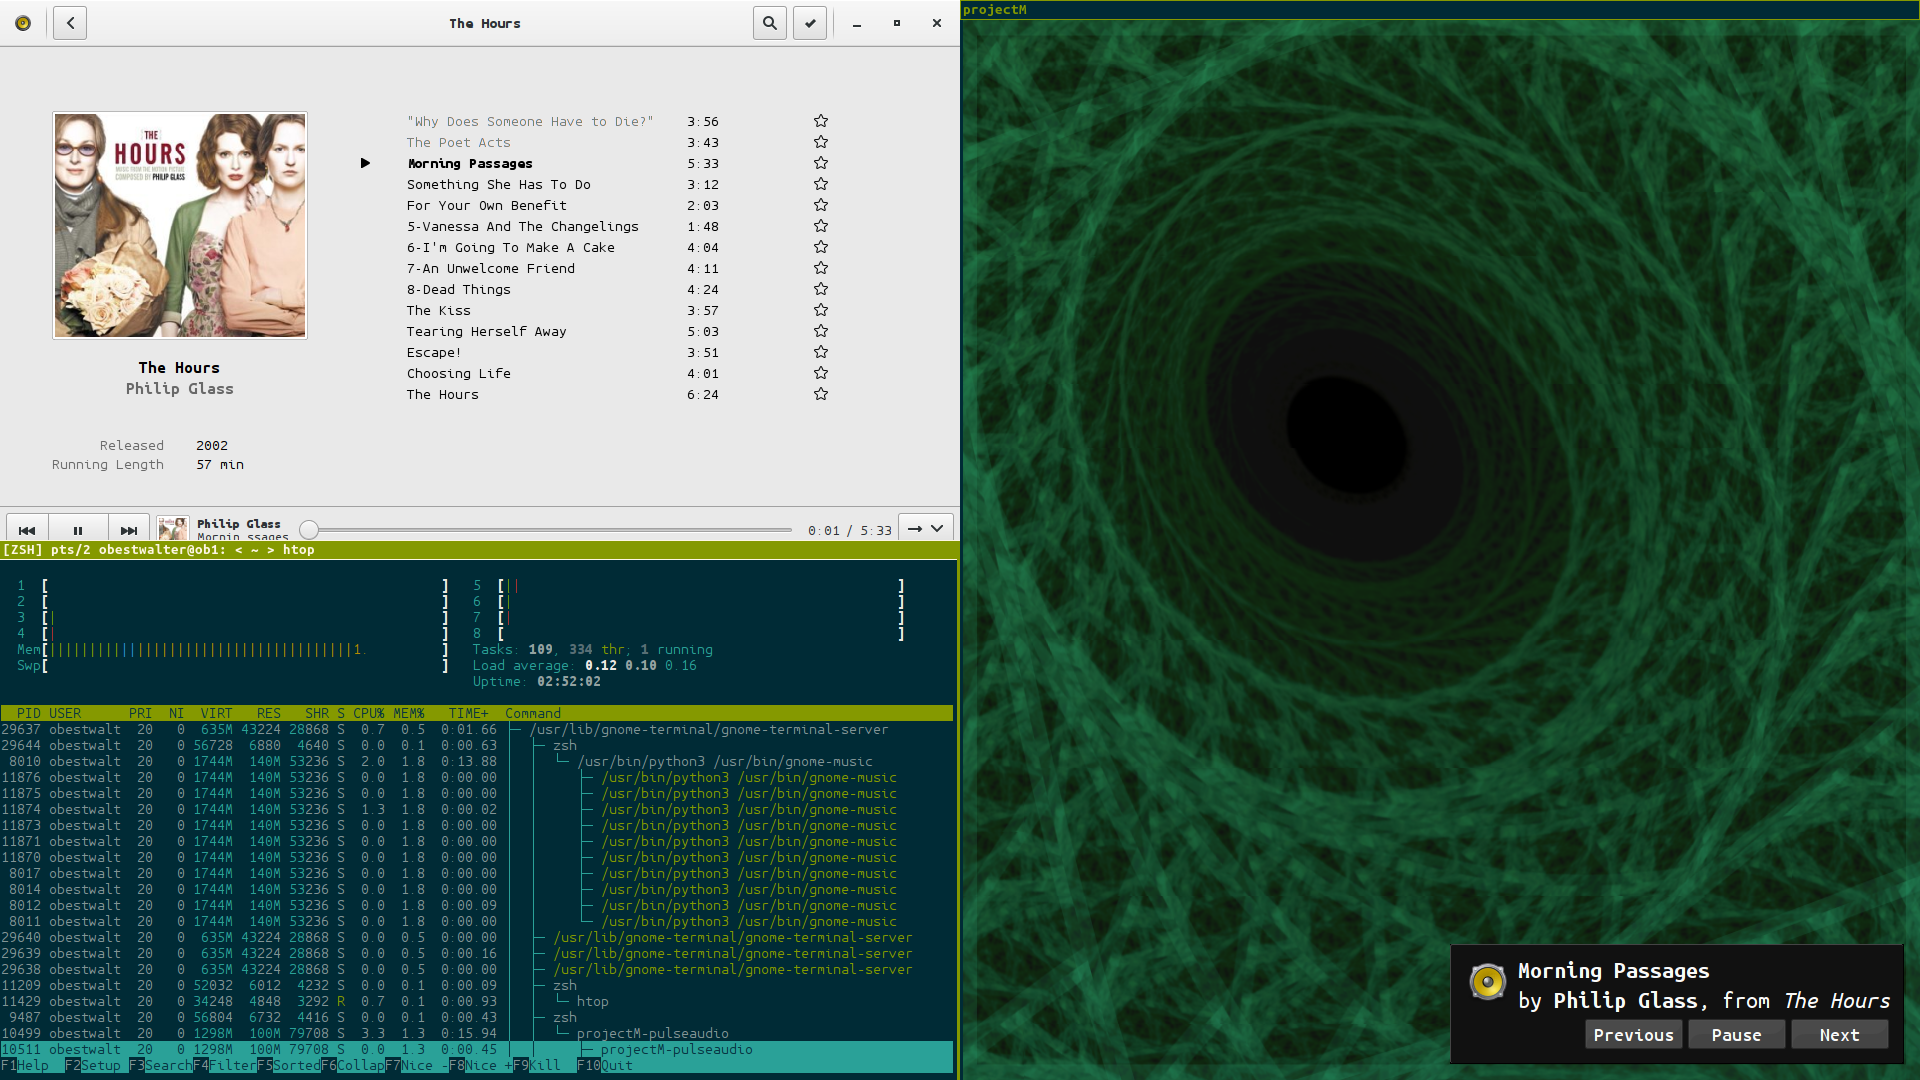 The Hours
THE
HOURS
MUSIC FROM THE MOTION PICTURE
COMPOSED BY PHILIP GLASS
The Hours
Philip Glass
Released 2002
Running Length 57 min
"Why Does Someone Have to Die?" 3:56
The Poet Acts 3:43
Morning Passages 5:33
Something She Has To Do 3:12
For Your Own Benefit 2:03
5-Vanessa And The Changelings 1:48
6-I'm Going To Make A Cake 4:04
7-An Unwelcome Friend 4:11
8-Dead Things 4:24
The Kiss 3:57
Tearing Herself Away 5:03
Escape! 3:51
Choosing Life 4:01
The Hours 6:24
Philip Glass
Mornin ssages
0:01 / 5:33
[ZSH] pts/2 obestwalter@ob1: < ~ > htop
1 [ ] 5 [|| ]
2 [ ] 6 [| ]
3 [| ] 7 [| ]
4 [| ] 8 [ ]
Mem[||||||||||||||||||||||||||||||||||||||1. ] Tasks: 109, 334 thr; 1 running
Swp[ ] Load average: 0.12 0.10 0.16
Uptime: 02:52:02
PID USER PRI NI VIRT RES SHR S CPU% MEM% TIME+ Command
29637 obestwalt 20 0 635M 43224 28868 S 0.7 0.5 0:01.66 ├─ /usr/lib/gnome-terminal/gnome-terminal-server
29644 obestwalt 20 0 56728 6880 4640 S 0.0 0.1 0:00.63 │ ├─ zsh
8010 obestwalt 20 0 1744M 140M 53236 S 2.0 1.8 0:13.88 │ │ └─ /usr/bin/python3 /usr/bin/gnome-music
11876 obestwalt 20 0 1744M 140M 53236 S 0.0 1.8 0:00.00 │ │ ├─ /usr/bin/python3 /usr/bin/gnome-music
11875 obestwalt 20 0 1744M 140M 53236 S 0.0 1.8 0:00.00 │ │ ├─ /usr/bin/python3 /usr/bin/gnome-music
11874 obestwalt 20 0 1744M 140M 53236 S 1.3 1.8 0:00.02 │ │ ├─ /usr/bin/python3 /usr/bin/gnome-music
11873 obestwalt 20 0 1744M 140M 53236 S 0.0 1.8 0:00.00 │ │ ├─ /usr/bin/python3 /usr/bin/gnome-music
11871 obestwalt 20 0 1744M 140M 53236 S 0.0 1.8 0:00.00 │ │ ├─ /usr/bin/python3 /usr/bin/gnome-music
11870 obestwalt 20 0 1744M 140M 53236 S 0.0 1.8 0:00.00 │ │ ├─ /usr/bin/python3 /usr/bin/gnome-music
8017 obestwalt 20 0 1744M 140M 53236 S 0.0 1.8 0:00.00 │ │ ├─ /usr/bin/python3 /usr/bin/gnome-music
8014 obestwalt 20 0 1744M 140M 53236 S 0.0 1.8 0:00.00 │ │ ├─ /usr/bin/python3 /usr/bin/gnome-music
8012 obestwalt 20 0 1744M 140M 53236 S 0.0 1.8 0:00.09 │ │ ├─ /usr/bin/python3 /usr/bin/gnome-music
8011 obestwalt 20 0 1744M 140M 53236 S 0.0 1.8 0:00.00 │ │ └─ /usr/bin/python3 /usr/bin/gnome-music
29640 obestwalt 20 0 635M 43224 28868 S 0.0 0.5 0:00.00 │ ├─ /usr/lib/gnome-terminal/gnome-terminal-server
29639 obestwalt 20 0 635M 43224 28868 S 0.0 0.5 0:00.16 │ ├─ /usr/lib/gnome-terminal/gnome-terminal-server
29638 obestwalt 20 0 635M 43224 28868 S 0.0 0.5 0:00.00 │ ├─ /usr/lib/gnome-terminal/gnome-terminal-server
11209 obestwalt 20 0 52032 6012 4232 S 0.0 0.1 0:00.09 │ ├─ zsh
11429 obestwalt 20 0 34248 4848 3292 R 0.7 0.1 0:00.93 │ │ └─ htop
9487 obestwalt 20 0 56804 6732 4416 S 0.0 0.1 0:00.43 │ ├─ zsh
10499 obestwalt 20 0 1298M 100M 79708 S 3.3 1.3 0:15.94 │ │ └─ projectM-pulseaudio
10511 obestwalt 20 0 1298M 100M 79708 S 0.0 1.3 0:00.45 │ │ ├─ projectM-pulseaudio
F1Help F2Setup F3SearchF4FilterF5SortedF6CollapF7Nice -F8Nice +F9Kill F10Quit
projectM
Morning Passages
by Philip Glass, from The Hours
Previous Pause Next